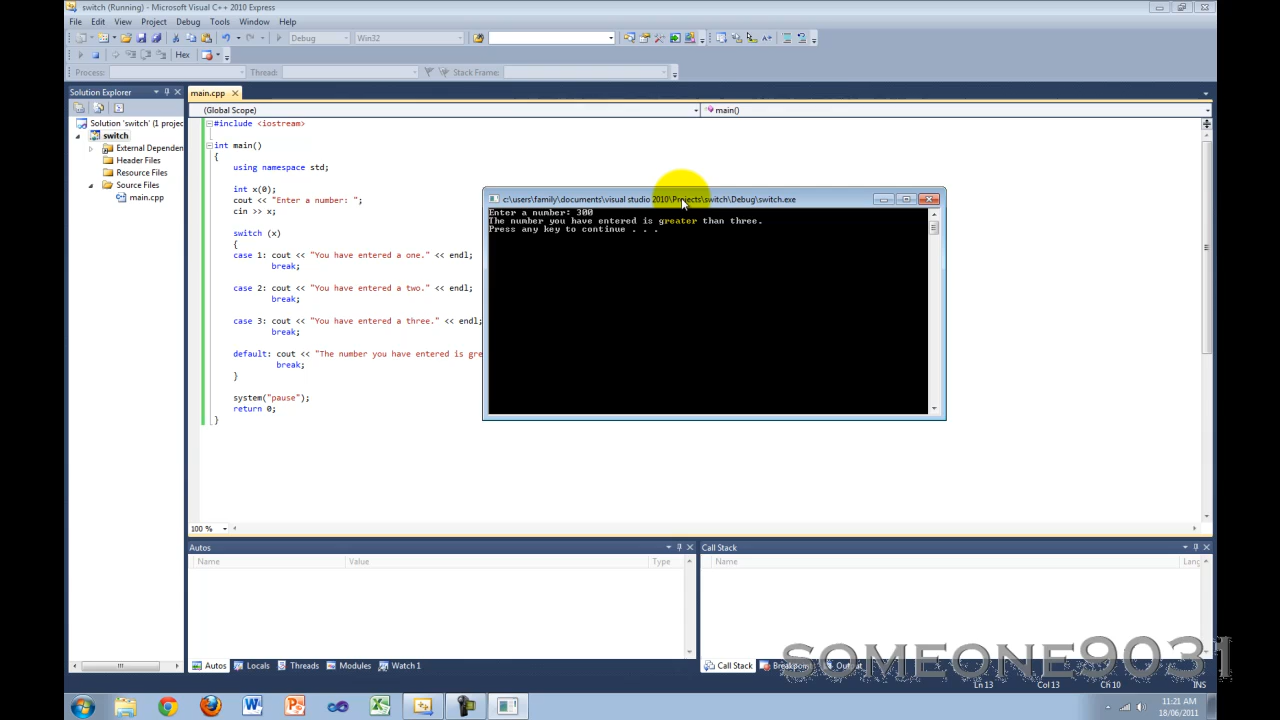 switch (Running) - Microsoft Visual C++ 2010 Express
File Edit View Project Debug Tools Window Help
Debug Win32
Hex
Process: Thread: Stack Frame:
Solution Explorer
main.cpp
(Global Scope) main()
Solution 'switch' (1 projec
switch
External Dependen
Header Files
Resource Files
Source Files
main.cpp
#include <iostream>
int main()
{
using namespace std;
int x(0);
cout << "Enter a number: ";
cin >> x;
switch (x)
{
case 1: cout << "You have entered a one." << endl;
break;
case 2: cout << "You have entered a two." << endl;
break;
case 3: cout << "You have entered a three." << endl;
break;
default: cout << "The number you have entered is gre
break;
}
system("pause");
return 0;
}
c:\users\family\documents\visual studio 2010\Projects\switch\Debug\switch.exe
Enter a number: 300
The number you have entered is greater than three.
Press any key to continue . . .
100 %
Autos
Name Value Type
Call Stack
Name Lang
Autos Locals Threads Modules Watch 1
Call Stack Breakpoin Output
SOMEONE9031
Ln 13 Col 13 Ch 10 INS
11:21 AM
18/06/2011